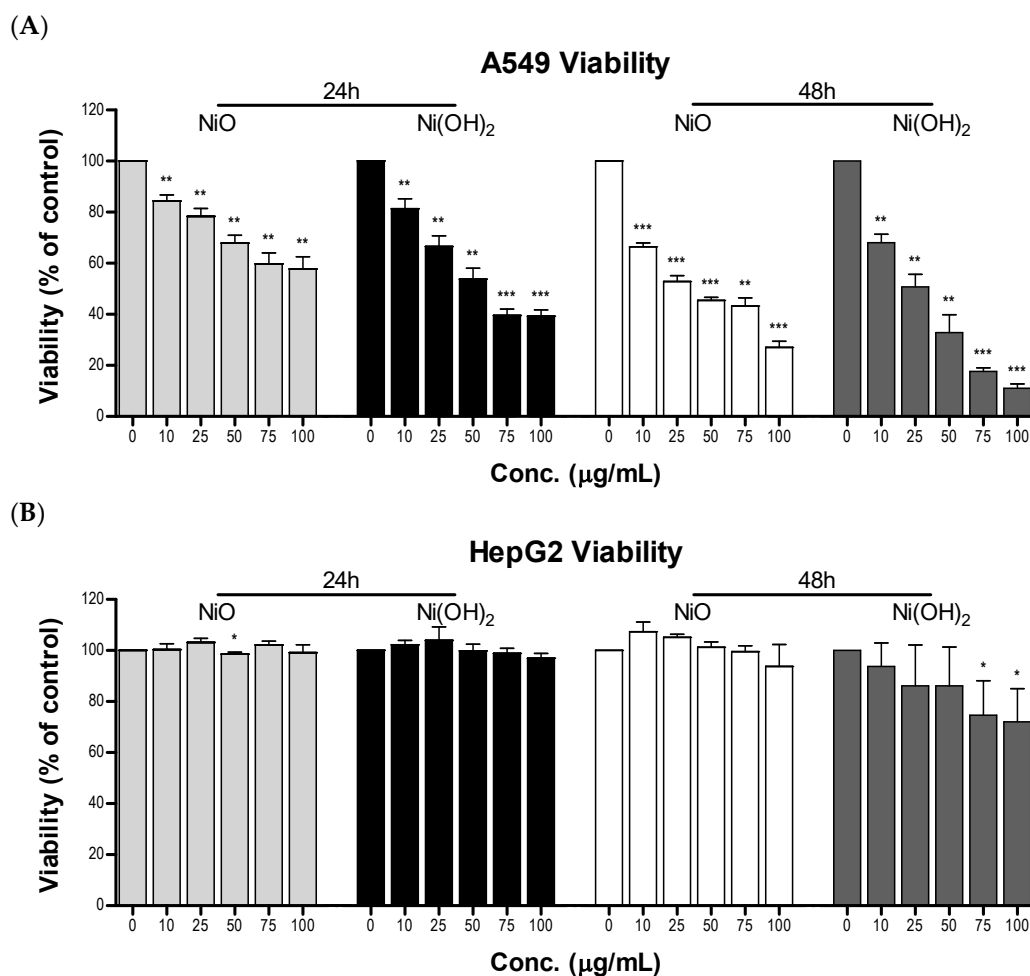 (A)
A549 Viability
24h 48h
NiO Ni(OH)2 NiO Ni(OH)2
Viability (% of control)
120
100
80
60
40
20
0
** ** ** ** **
** ** ** *** ***
*** *** *** ** ***
** ** ** *** ***
0 10 25 50 75 100 0 10 25 50 75 100 0 10 25 50 75 100 0 10 25 50 75 100
Conc. (μg/mL)
(B)
HepG2 Viability
24h 48h
NiO Ni(OH)2 NiO Ni(OH)2
Viability (% of control)
120
100
80
60
40
20
0
*
* *
0 10 25 50 75 100 0 10 25 50 75 100 0 10 25 50 75 100 0 10 25 50 75 100
Conc. (μg/mL)